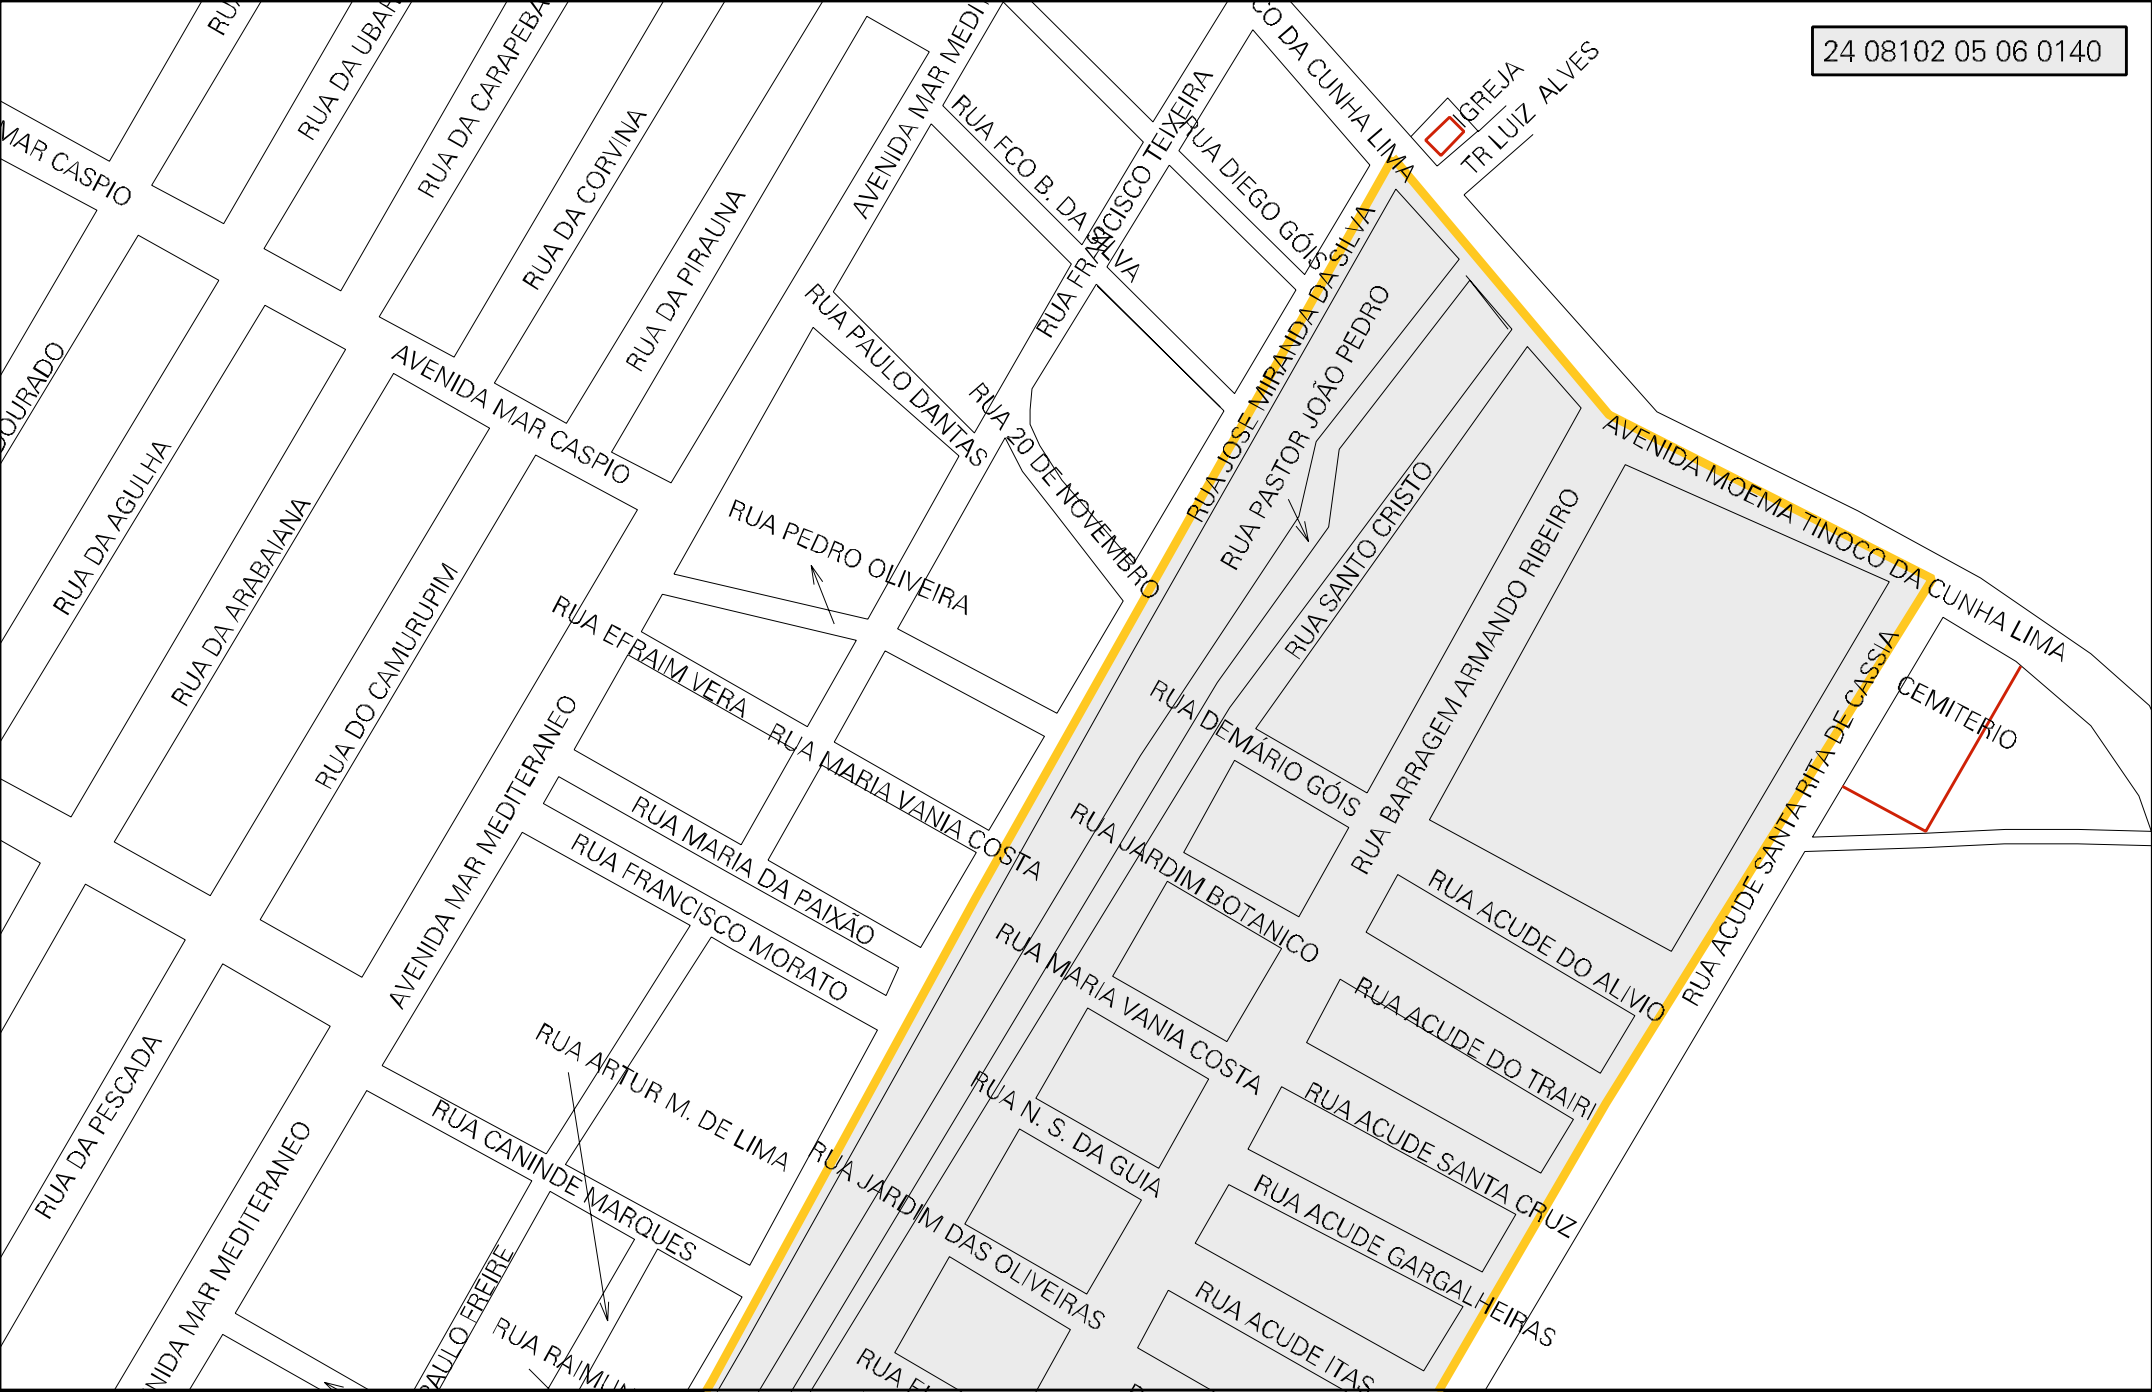 24 08102 05 06 0140
RUA DA UBAR
RUA DA CARAPEBA
RUA DA CORVINA
RUA DA PIRAUNA
AVENIDA MAR MEDI
CO DA CUNHA LIMA
IGREJA
TR LUIZ ALVES
MAR CASPIO
RUA FCO B. DA SILVA
RUA FRANCISCO TEIXEIRA
RUA DIEGO GÓIS
RUA JOSE MIRANDA DA SILVA
RUA PAULO DANTAS
RUA 20 DE NOVEMBRO
RUA PASTOR JOÃO PEDRO
DOURADO
AVENIDA MAR CASPIO
RUA DA AGULHA
RUA DA ARABAIANA
RUA DO CAMURUPIM
RUA PEDRO OLIVEIRA
RUA EFRAIM VERA
RUA SANTO CRISTO
RUA BARRAGEM ARMANDO RIBEIRO
AVENIDA MOEMA TINOCO DA CUNHA LIMA
RUA ACUDE SANTA RITA DE CASSIA
CEMITERIO
AVENIDA MAR MEDITERANEO
RUA MARIA VANIA COSTA
RUA DEMÁRIO GÓIS
RUA MARIA DA PAIXÃO
RUA FRANCISCO MORATO
RUA JARDIM BOTANICO
RUA ACUDE DO ALIVIO
RUA MARIA VANIA COSTA
RUA ACUDE DO TRAIRI
RUA ARTUR M. DE LIMA
RUA DA PESCADA
RUA N. S. DA GUIA
RUA ACUDE SANTA CRUZ
RUA CANINDE MARQUES
RUA JARDIM DAS OLIVEIRAS
RUA ACUDE GARGALHEIRAS
NIDA MAR MEDITERANEO
PAULO FREIRE
RUA RAIMUN
RUA ACUDE ITAS